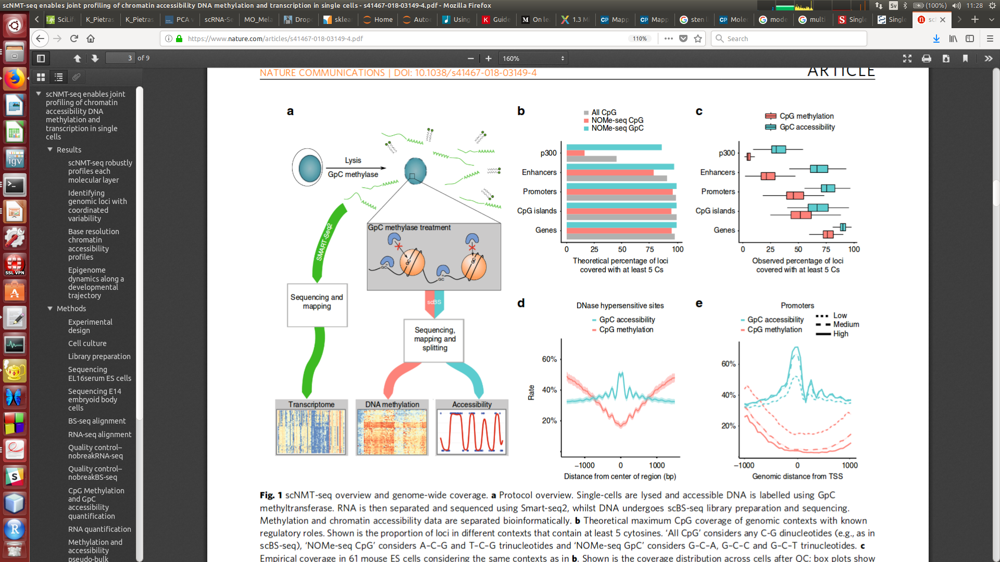 scNMT-seq enables joint profiling of chromatin accessibility DNA methylation and transcription in single cells - s41467-018-03149-4.pdf - Mozilla Firefox
Sv
(100%)
11:28
SciLif
K_Pietras
K_Pietras
PCA v
scRNA-Se
MO_Mela
Drop
sklea
Home
Auto
Using
Guide
On le
1.3 M
Mapp
Mapp
sten l
Molec
mode
multi
Single
Single
sc
https://www.nature.com/articles/s41467-018-03149-4.pdf
110%
Search
3 of 9
160%
scNMT-seq enables joint
profiling of chromatin
accessibility DNA
methylation and
transcription in single
cells
Results
scNMT-seq robustly
profiles each
molecular layer
Identifying
genomic loci with
coordinated
variability
Base resolution
chromatin
accessibility
profiles
Epigenome
dynamics along a
developmental
trajectory
Methods
Experimental
design
Cell culture
Library preparation
Sequencing
EL16serum ES cells
Sequencing E14
embryoid body
cells
BS-seq alignment
RNA-seq alignment
Quality control–
nobreakRNA-seq
Quality control–
nobreakBS-seq
CpG Methylation
and GpC
accessibility
quantification
RNA quantification
Methylation and
accessibility
pseudo-bulk
igv
SSL VPN
NATURE COMMUNICATIONS | DOI: 10.1038/s41467-018-03149-4
ARTICLE
a
Lysis
GpC methylase
SMART-Seq2
GpC methylase treatment
GC
GC
GC
m
GC
scBS
Sequencing and
mapping
Sequencing,
mapping and
splitting
Transcriptome
DNA methylation
Accessibility
b
All CpG
NOMe-seq CpG
NOMe-seq GpC
p300
Enhancers
Promoters
CpG islands
Genes
0 25 50 75 100
Theoretical percentage of loci
covered with at least 5 Cs
c
CpG methylation
GpC accessibility
p300
Enhancers
Promoters
CpG islands
Genes
0 25 50 75 100
Observed percentage of loci
covered with at least 5 Cs
d
DNase hypersensitive sites
GpC accessibility
CpG methylation
Rate
60%
40%
20%
−1000 0 1000
Distance from center of region (bp)
e
Promoters
GpC accessibility
CpG methylation
Low
Medium
High
60%
40%
20%
−1000 0 1000
Genomic distance from TSS
Fig. 1 scNMT-seq overview and genome-wide coverage. a Protocol overview. Single-cells are lysed and accessible DNA is labelled using GpC
methyltransferase. RNA is then separated and sequenced using Smart-seq2, whilst DNA undergoes scBS-seq library preparation and sequencing.
Methylation and chromatin accessibility data are separated bioinformatically. b Theoretical maximum CpG coverage of genomic contexts with known
regulatory roles. Shown is the proportion of loci in different contexts that contain at least 5 cytosines. ‘All CpG’ considers any C-G dinucleotides (e.g., as in
scBS-seq), ‘NOMe-seq CpG’ considers A–C–G and T–C–G trinucleotides and ‘NOMe-seq GpC’ considers G–C–A, G–C–C and G–C–T trinucleotides. c
Empirical coverage in 61 mouse ES cells considering the same contexts as in b. Shown is the coverage distribution across cells after QC; box plots show